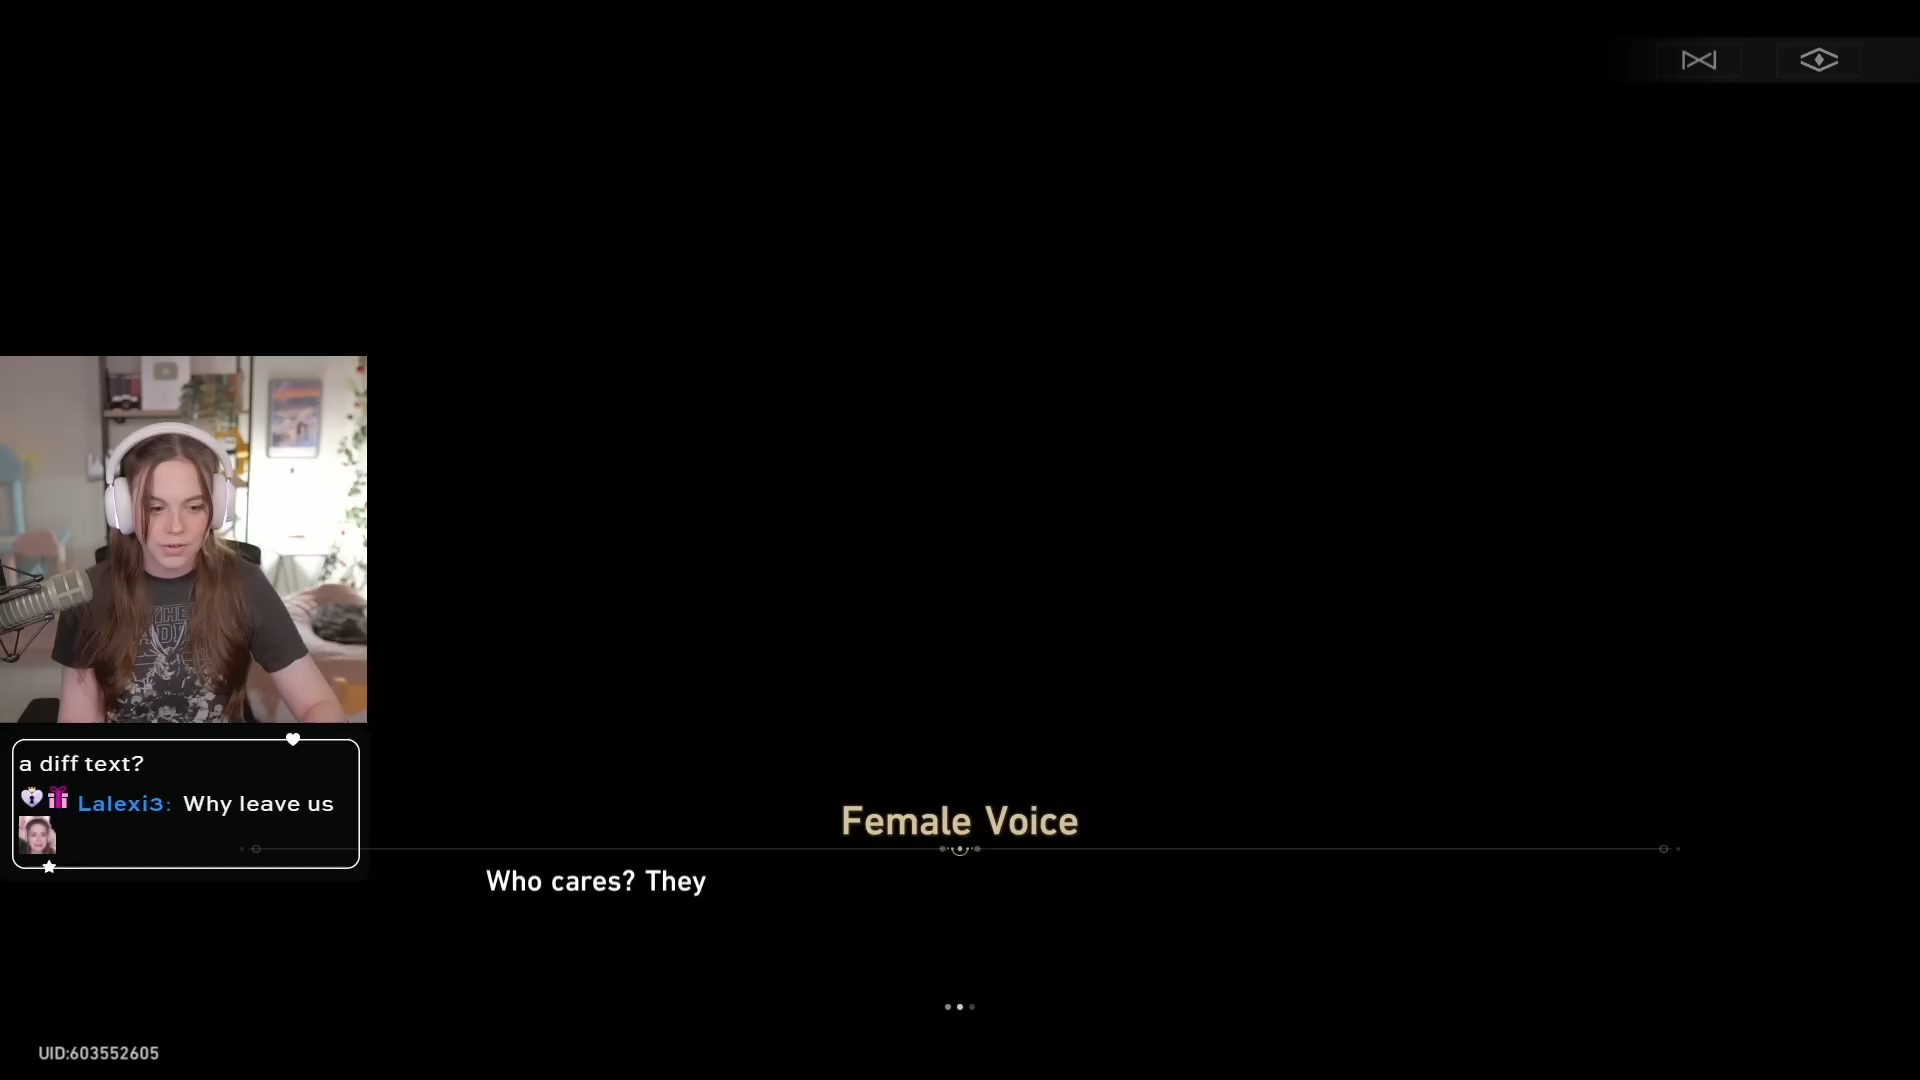 a diff text?
Lalexi3: Why leave us
Female Voice
Who cares? They
UID:603552605